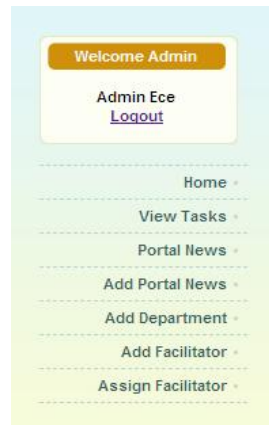 Welcome Admin
Admin Ece
Logout
Home
View Tasks
Portal News
Add Portal News
Add Department
Add Facilitator
Assign Facilitator